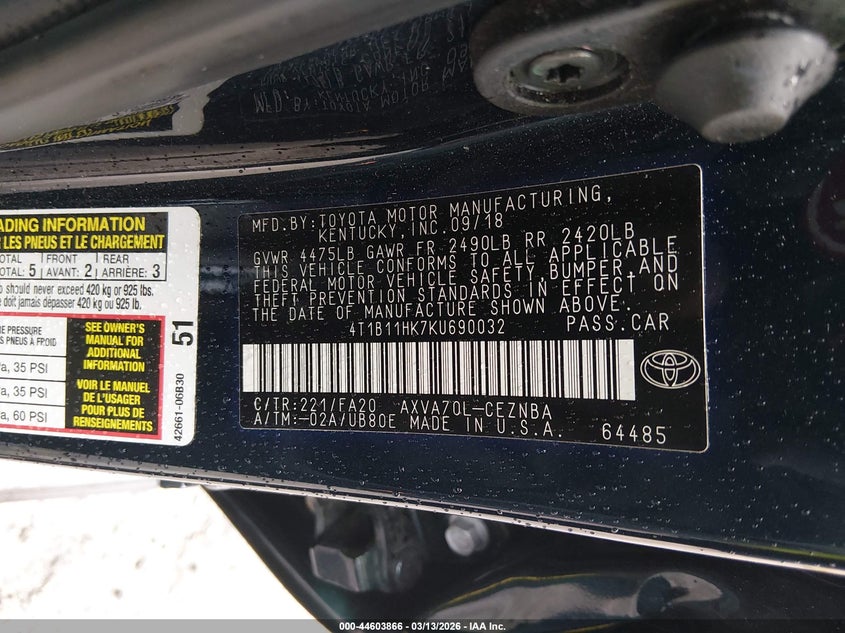 MFD.BY:TOYOTA MOTOR MANUFACTURING,
KENTUCKY,INC.09/18
GVWR 4475LB GAWR FR 2490LB RR 2420LB
THIS VEHICLE CONFORMS TO ALL APPLICABLE
FEDERAL MOTOR VEHICLE SAFETY,BUMPER,AND
THEFT PREVENTION STANDARDS IN EFFECT ON
THE DATE OF MANUFACTURE SHOWN ABOVE.
4T1B11HK7KU690032 PASS.CAR
C/TR:221/FA20 AXVA70L-CEZNBA
A/TM:-02A/UB80E MADE IN U.S.A. 64485
TOYOTA
ADING INFORMATION
LES PNEUS ET LE CHARGEMENT
TOTAL: 5
FRONT
AVANT: 2
REAR
ARRIÈRE: 3
should never exceed 420 kg or 925 lbs.
doit jamais dépasser 420 kg ou 925 lb.
PRESSURE
PNEUS À FROID
35 PSI
35 PSI
60 PSI
SEE OWNER'S
MANUAL FOR
ADDITIONAL
INFORMATION
VOIR LE MANUEL
DE L'USAGER
POUR PLUS DE
RENSEIGNEMENTS
42661-06B30
51
000-44603866 - 03/13/2026 - IAA Inc.